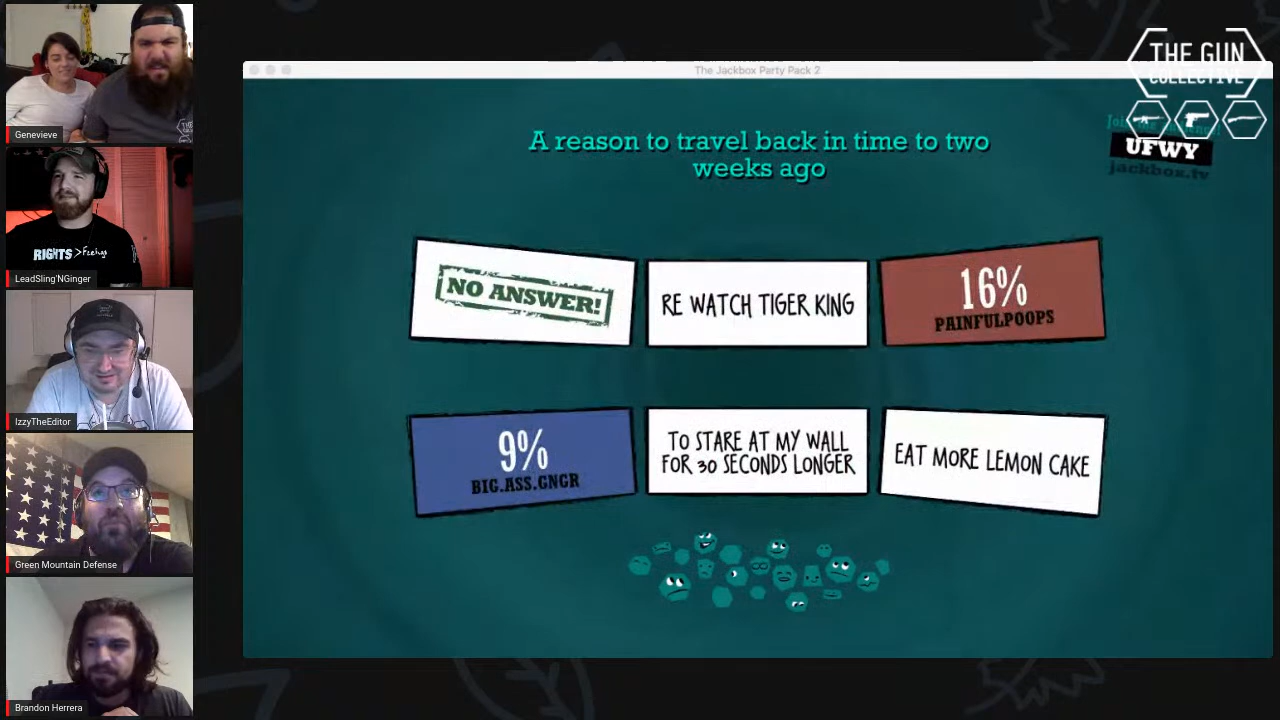 The Jackbox Party Pack 2
THE GUN
COLLECTIVE
UFWY
jackbox.tv
A reason to travel back in time to two
weeks ago
NO ANSWER!
RE WATCH TIGER KING
16%
PAINFULPOOPS
9%
BIG.ASS.GNGR
TO STARE AT MY WALL
FOR 30 SECONDS LONGER
EAT MORE LEMON CAKE
Genevieve
RIGHTS > Feelings
LeadSling'NGinger
IzzyTheEditor
Green Mountain Defense
Brandon Herrera